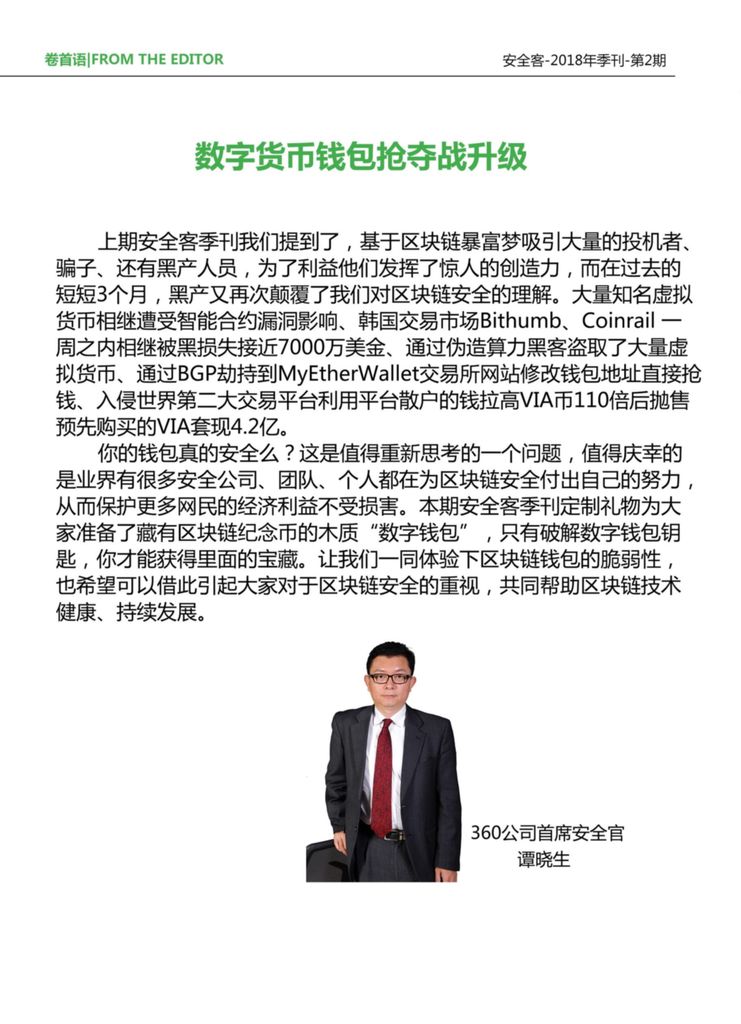 卷首语|FROM THE EDITOR
安全客-2018年季刊-第2期
数字货币钱包抢夺战升级
上期安全客季刊我们提到了，基于区块链暴富梦吸引大量的投机者、
骗子、还有黑产人员，为了利益他们发挥了惊人的创造力，而在过去的
短短3个月，黑产又再次颠覆了我们对区块链安全的理解。大量知名虚拟
货币相继遭受智能合约漏洞影响、韩国交易市场Bithumb、Coinrail 一
周之内相继被黑损失接近7000万美金、通过伪造算力黑客盗取了大量虚
拟货币、通过BGP劫持到MyEtherWallet交易所网站修改钱包地址直接抢
钱、入侵世界第二大交易平台利用平台散户的钱拉高VIA币110倍后抛售
预先购买的VIA套现4.2亿。
你的钱包真的安全么？这是值得重新思考的一个问题，值得庆幸的
是业界有很多安全公司、团队、个人都在为区块链安全付出自己的努力，
从而保护更多网民的经济利益不受损害。本期安全客季刊定制礼物为大
家准备了藏有区块链纪念币的木质“数字钱包”，只有破解数字钱包钥
匙，你才能获得里面的宝藏。让我们一同体验下区块链钱包的脆弱性，
也希望可以借此引起大家对于区块链安全的重视，共同帮助区块链技术
健康、持续发展。
360公司首席安全官
谭晓生